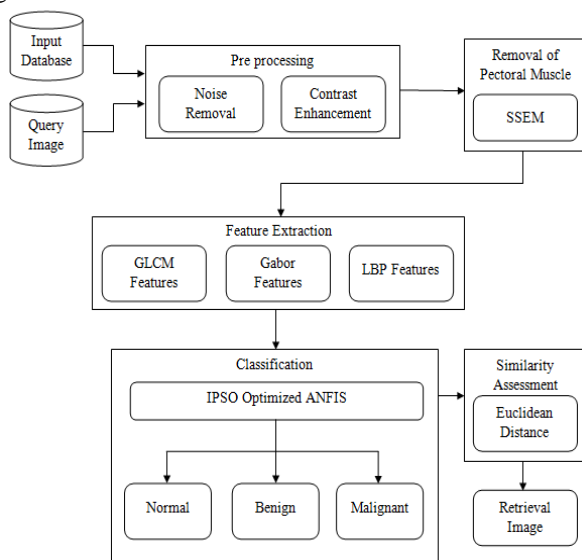 Input
Database
Query
Image
Pre processing
Noise
Removal
Contrast
Enhancement
Removal of
Pectoral Muscle
SSEM
Feature Extraction
GLCM
Features
Gabor
Features
LBP Features
Classification
IPSO Optimized ANFIS
Normal
Benign
Malignant
Similarity
Assessment
Euclidean
Distance
Retrieval
Image